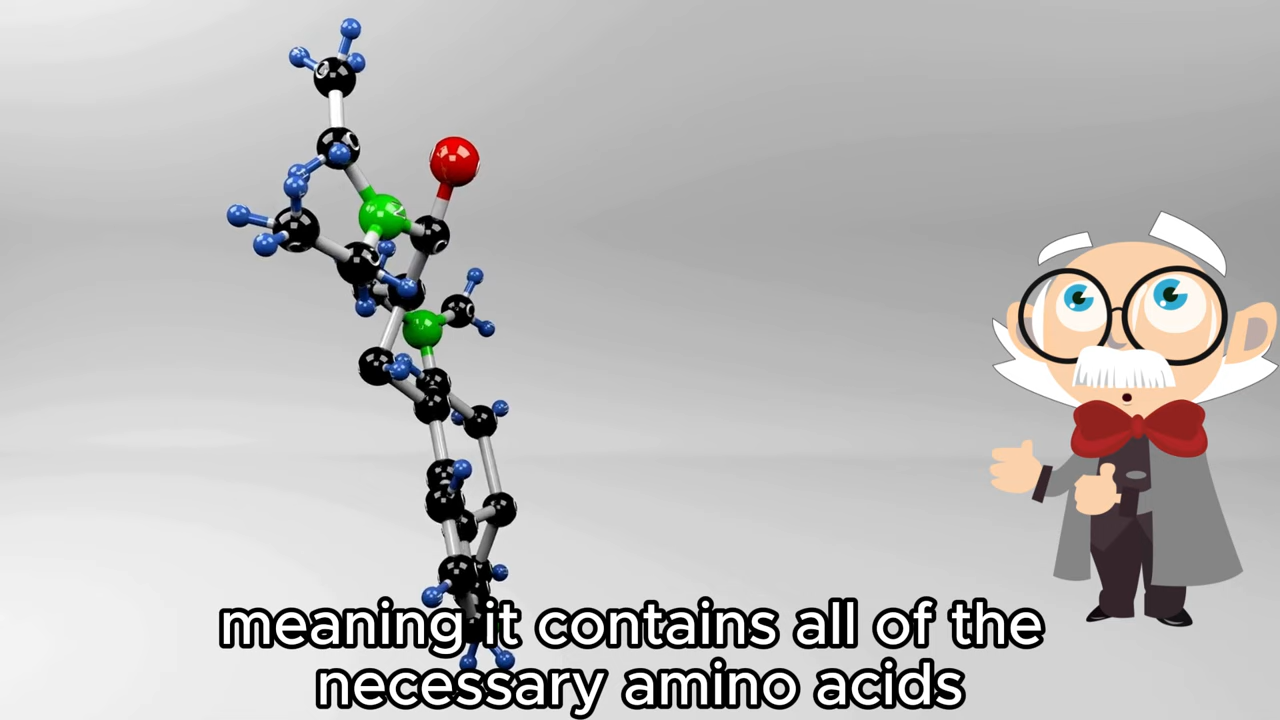 meaning it contains all of the
necessary amino acids